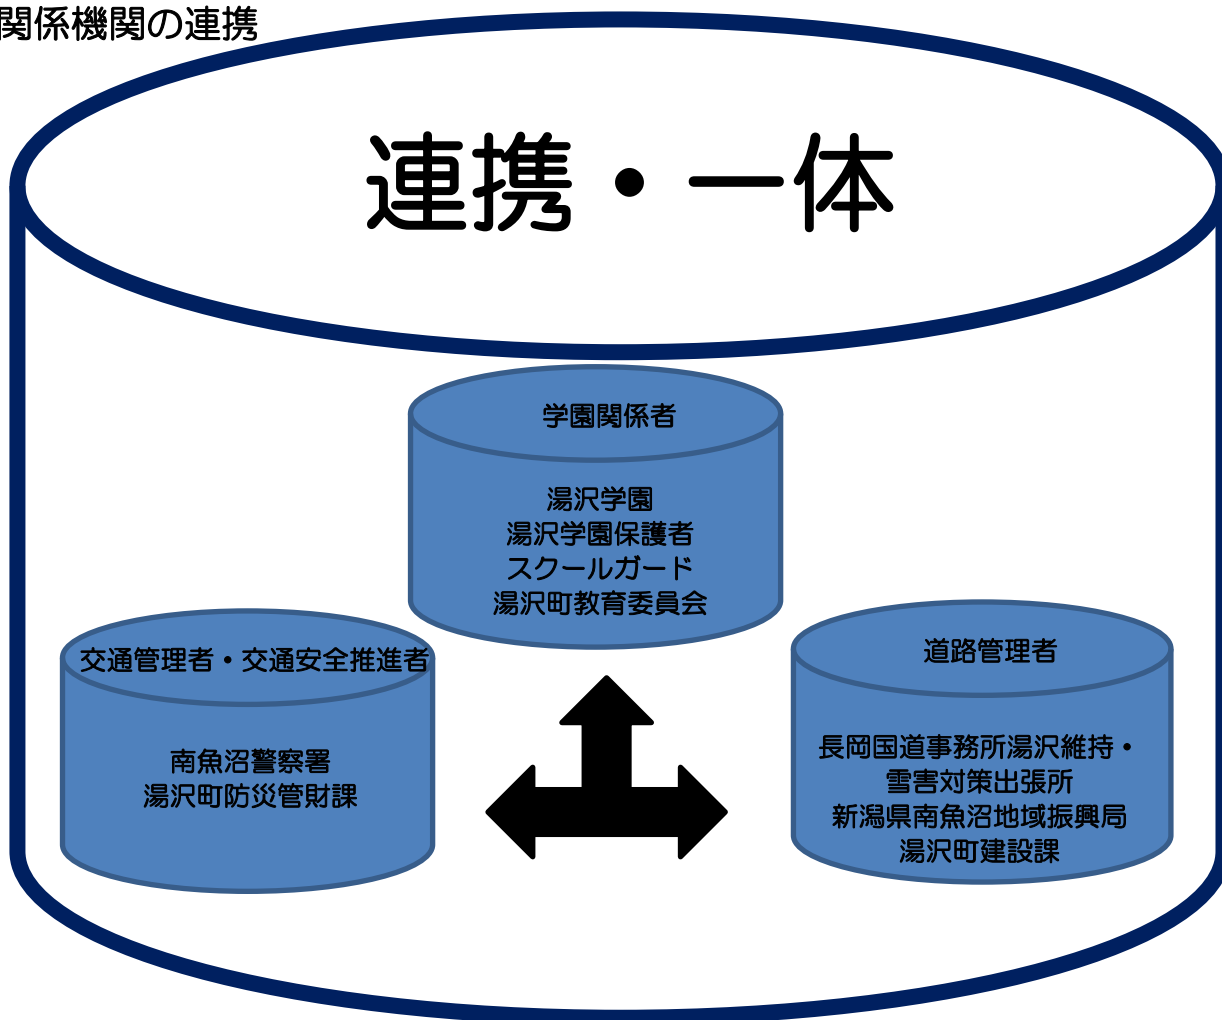 関係機関の連携
連携・一体
学園関係者
湯沢学園
湯沢学園保護者
スクールガード
湯沢町教育委員会
交通管理者・交通安全推進者
南魚沼警察署
湯沢町防災管財課
道路管理者
長岡国道事務所湯沢維持・
雪害対策出張所
新潟県南魚沼地域振興局
湯沢町建設課